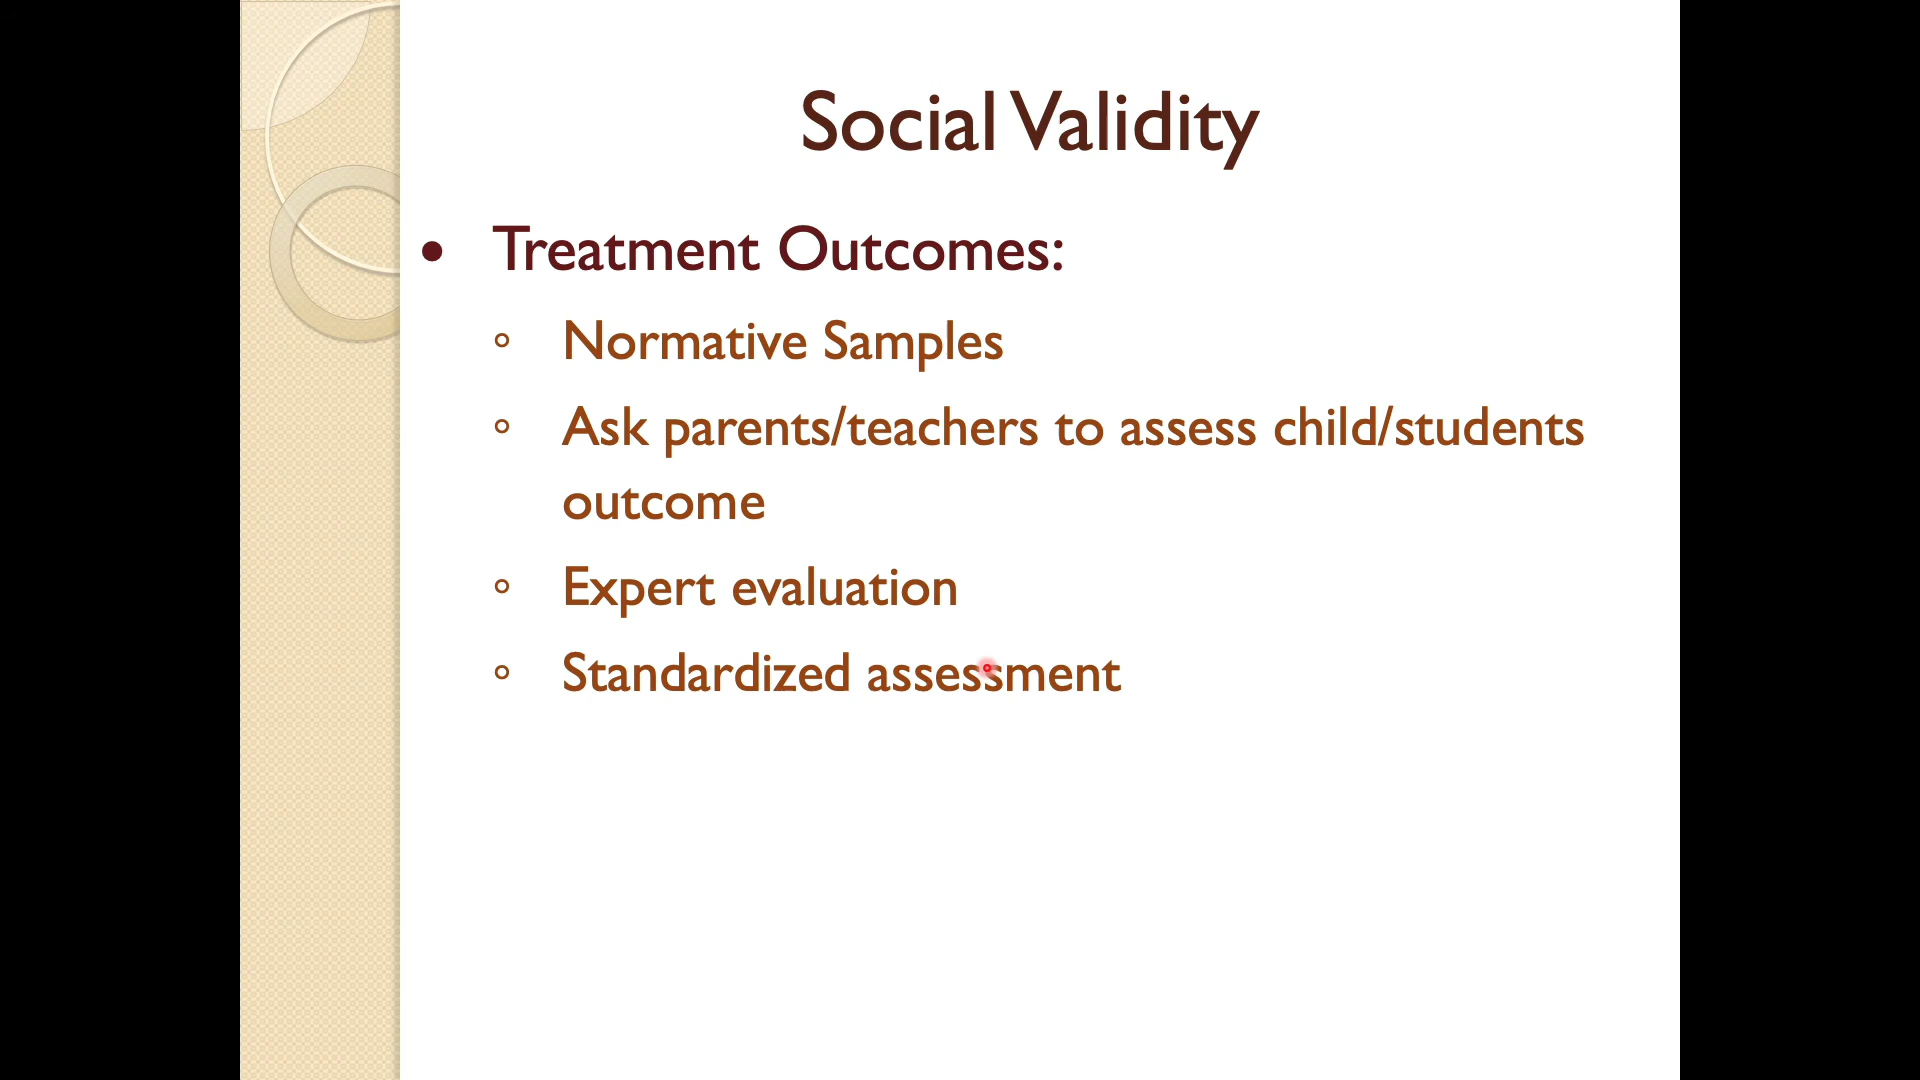 Social Validity
• Treatment Outcomes:
◦ Normative Samples
◦ Ask parents/teachers to assess child/students
outcome
◦ Expert evaluation
◦ Standardized assessment